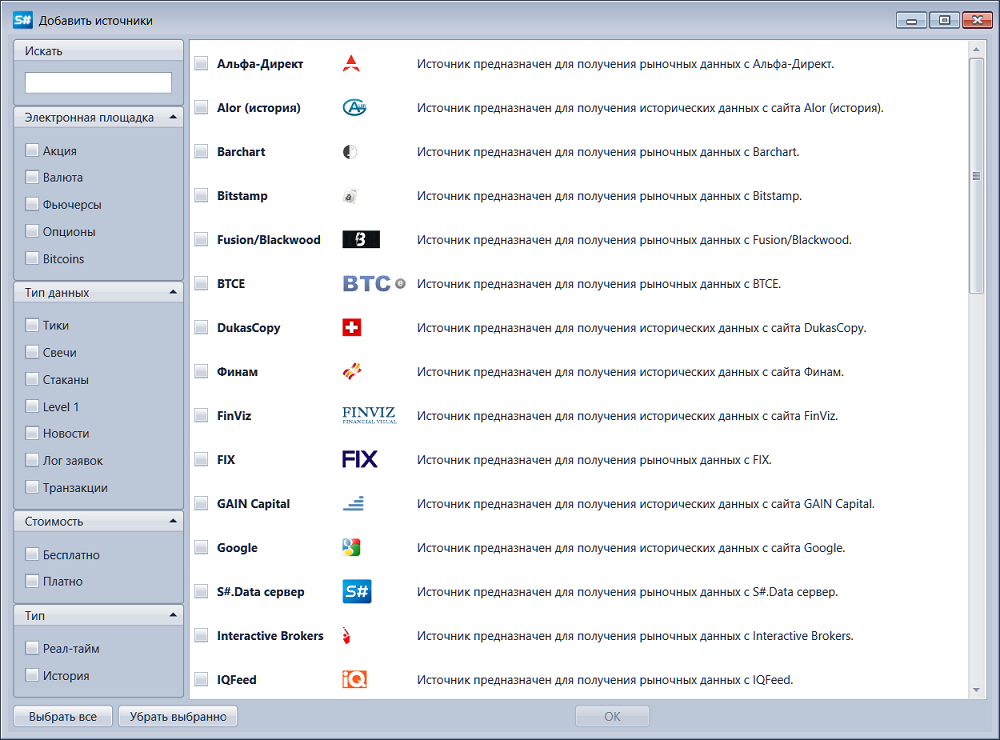 S# Добавить источники
Искать
Электронная площадка
Акция
Валюта
Фьючерсы
Опционы
Bitcoins
Тип данных
Тики
Свечи
Стаканы
Level 1
Новости
Лог заявок
Транзакции
Стоимость
Бесплатно
Платно
Тип
Реал-тайм
История
Альфа-Директ Источник предназначен для получения рыночных данных с Альфа-Директ.
Alor (история) Источник предназначен для получения исторических данных с сайта Alor (история).
Barchart Источник предназначен для получения рыночных данных с Barchart.
Bitstamp Источник предназначен для получения рыночных данных с Bitstamp.
Fusion/Blackwood B Источник предназначен для получения рыночных данных с Fusion/Blackwood.
BTCE BTC e Источник предназначен для получения рыночных данных с BTCE.
DukasCopy Источник предназначен для получения исторических данных с сайта DukasCopy.
Финам Источник предназначен для получения исторических данных с сайта Финам.
FinViz FINVIZ FINANCIAL VISUAL Источник предназначен для получения исторических данных с сайта FinViz.
FIX FIX Источник предназначен для получения рыночных данных с FIX.
GAIN Capital Источник предназначен для получения исторических данных с сайта GAIN Capital.
Google Источник предназначен для получения исторических данных с сайта Google.
S#.Data сервер S# Источник предназначен для получения рыночных данных с S#.Data сервер.
Interactive Brokers Источник предназначен для получения рыночных данных с Interactive Brokers.
IQFeed iQ Источник предназначен для получения рыночных данных с IQFeed.
Выбрать все Убрать выбранно OK